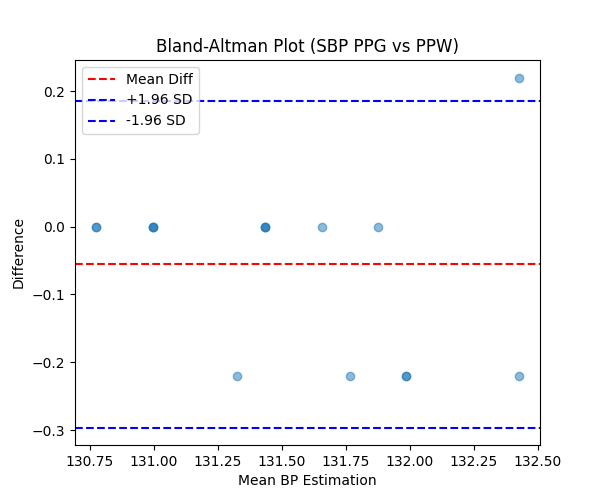 Bland-Altman Plot (SBP PPG vs PPW)
Mean Diff
+1.96 SD
-1.96 SD
Difference
0.2
0.1
0.0
−0.1
−0.2
−0.3
130.75 131.00 131.25 131.50 131.75 132.00 132.25 132.50
Mean BP Estimation